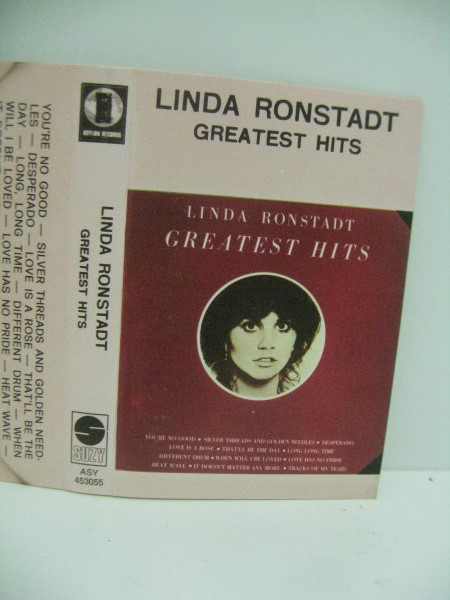 YOU'RE NO GOOD — SILVER THREADS AND GOLDEN NEED-
LES — DESPERADO — LOVE IS A ROSE — THAT'LL BE THE
DAY — LONG, LONG TIME — DIFFERENT DRUM — WHEN
WILL I BE LOVED — LOVE HAS NO PRIDE — HEAT WAVE —
ASYLUM RECORDS
LINDA RONSTADT
GREATEST HITS
SUZY
ASY
453055
LINDA RONSTADT
GREATEST HITS
LINDA RONSTADT
GREATEST HITS
YOU'RE NO GOOD • SILVER THREADS AND GOLDEN NEEDLES • DESPERADO
LOVE IS A ROSE • THAT'LL BE THE DAY • LONG LONG TIME
DIFFERENT DRUM • WHEN WILL I BE LOVED • LOVE HAS NO PRIDE
HEAT WAVE • IT DOESN'T MATTER ANY MORE • TRACKS OF MY TEARS